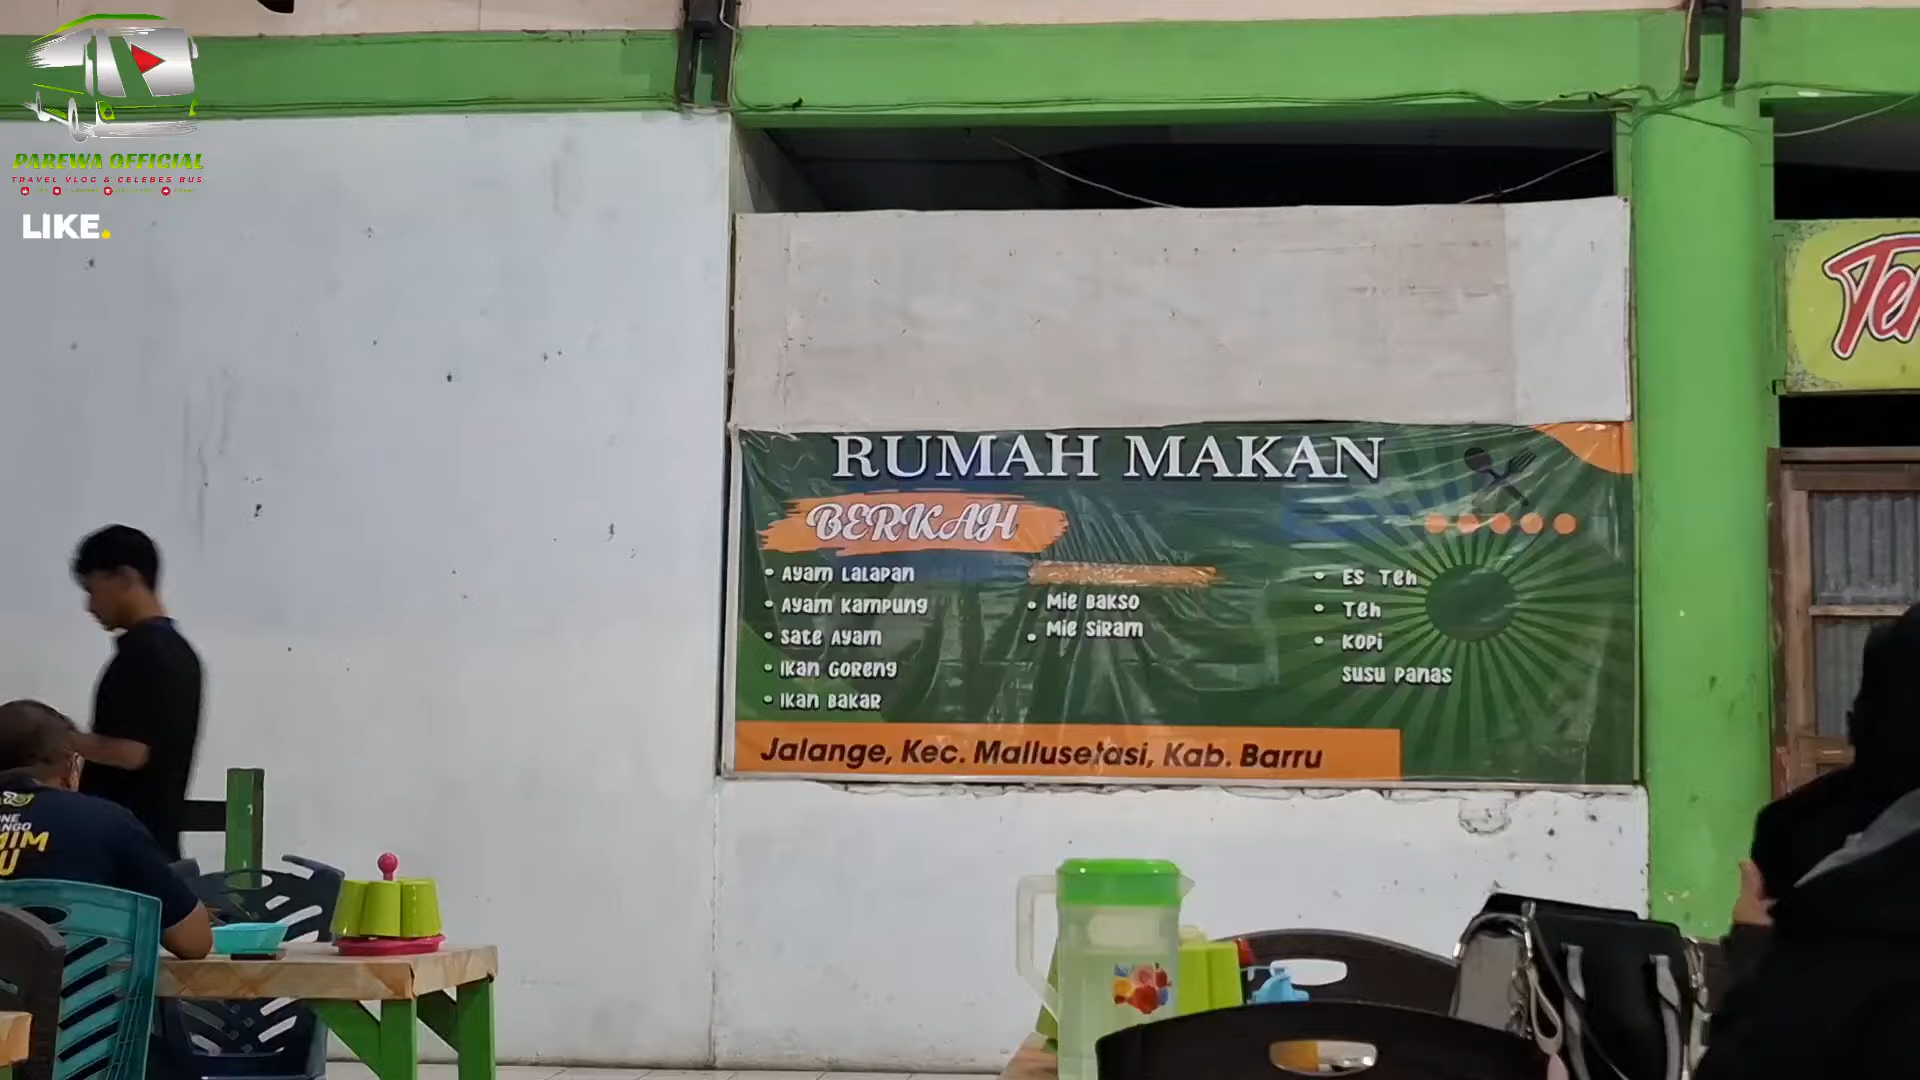 PAREWA OFFICIAL
TRAVEL VLOG & CELEBES BUS
LIKE.
RUMAH MAKAN
BERKAH
• Ayam Lalapan
• Ayam Kampung
• Sate Ayam
• Ikan Goreng
• Ikan Bakar
• Mie Bakso
• Mie Siram
• Es Teh
• Teh
• Kopi
Susu Panas
Jalange, Kec. Mallusetasi, Kab. Barru